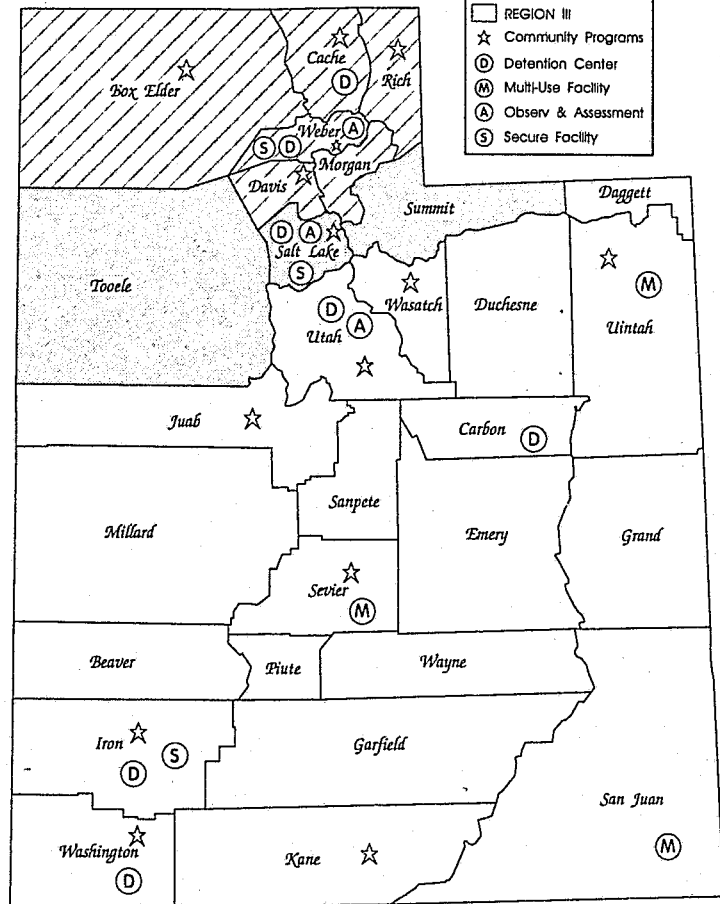 REGION III
Community Programs
D Detention Center
M Multi-Use Facility
A Observ & Assessment
S Secure Facility
Cache
D
Rich
Box Elder
Weber A
S D
Morgan
Davis
Daggett
Summit
D A
Salt Lake
S
Tooele
Wasatch
Duchesne
M
Uintah
D
Utah A
Juab
Carbon D
Sanpete
Millard
Emery
Grand
Sevier
M
Beaver
Piute
Wayne
Iron
S
D
Garfield
San Juan
Washington
D
Kane
M